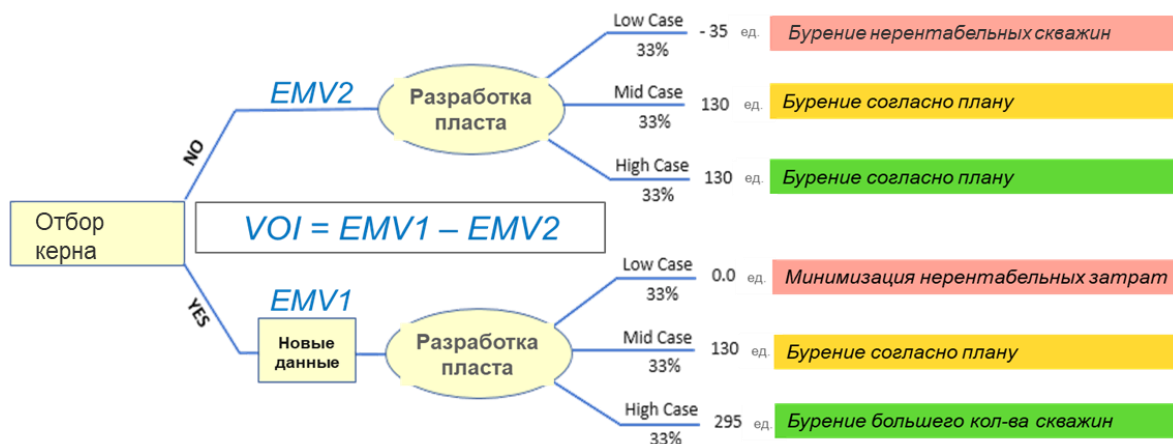 Low Case
33%
- 35 ед.
Бурение нерентабельных скважин
EMV2
Разработка
пласта
Mid Case
33%
130 ед.
Бурение согласно плану
NO
High Case
33%
130 ед.
Бурение согласно плану
Отбор
керна
VOI = EMV1 – EMV2
Low Case
33%
0.0 ед.
Минимизация нерентабельных затрат
YES
EMV1
Новые
данные
Разработка
пласта
Mid Case
33%
130 ед.
Бурение согласно плану
High Case
33%
295 ед.
Бурение большего кол-ва скважин